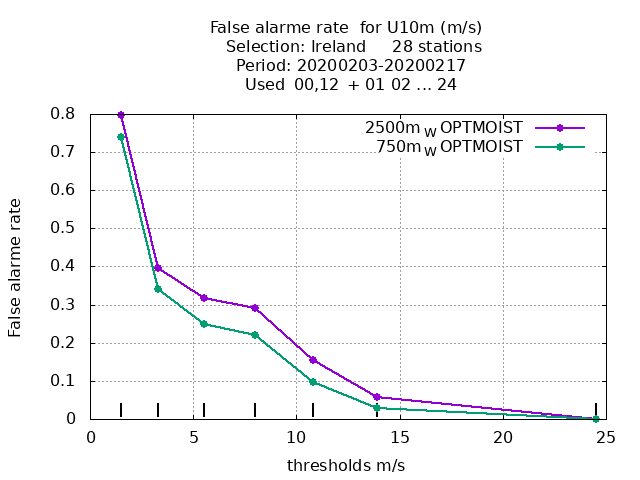 False alarme rate  for U10m (m/s)
Selection: Ireland     28 stations
Period: 20200203-20200217
Used  00,12  + 01 02 ... 24
2500m W OPTMOIST
750m W OPTMOIST
False alarme rate
0.8
0.7
0.6
0.5
0.4
0.3
0.2
0.1
0
0 5 10 15 20 25
thresholds m/s